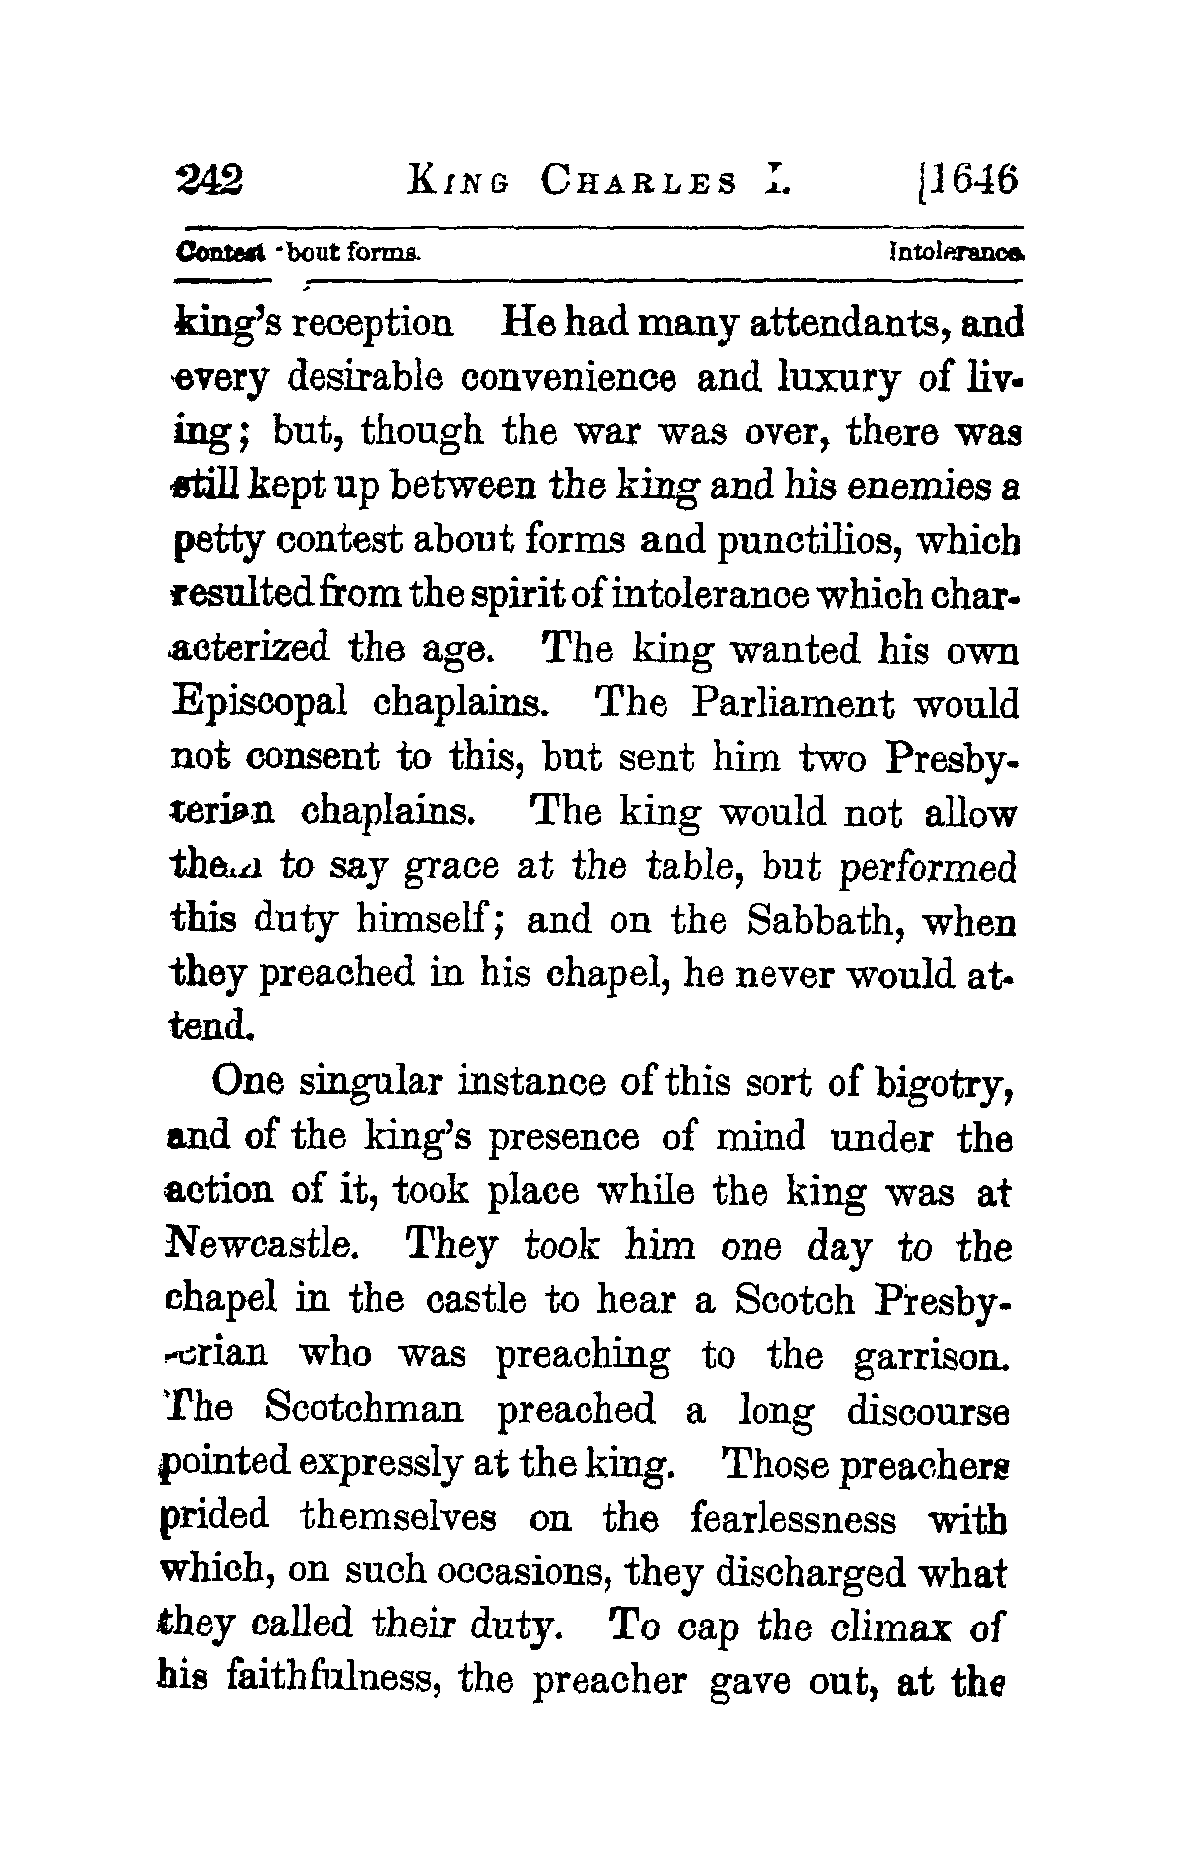 242 KING CHARLES I. [1646
Contest about forms. Intolerance.
king's reception He had many attendants, and
every desirable convenience and luxury of liv-
ing; but, though the war was over, there was
still kept up between the king and his enemies a
petty contest about forms and punctilios, which
resulted from the spirit of intolerance which char-
acterized the age. The king wanted his own
Episcopal chaplains. The Parliament would
not consent to this, but sent him two Presby-
terian chaplains. The king would not allow
them to say grace at the table, but performed
this duty himself; and on the Sabbath, when
they preached in his chapel, he never would at-
tend.
One singular instance of this sort of bigotry,
and of the king's presence of mind under the
action of it, took place while the king was at
Newcastle. They took him one day to the
chapel in the castle to hear a Scotch Presby-
terian who was preaching to the garrison.
The Scotchman preached a long discourse
pointed expressly at the king. Those preachers
prided themselves on the fearlessness with
which, on such occasions, they discharged what
they called their duty. To cap the climax of
his faithfulness, the preacher gave out, at the